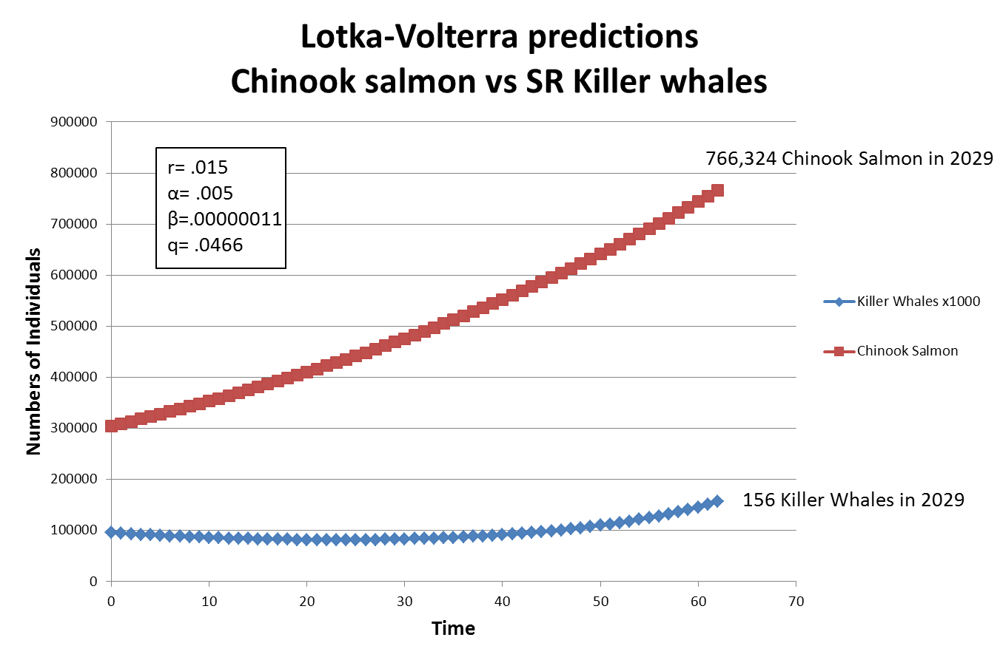 Lotka-Volterra predictions
Chinook salmon vs SR Killer whales
900000
800000
700000
600000
500000
400000
300000
200000
100000
0
Numbers of Individuals
r= .015
α= .005
β=.00000011
q= .0466
766,324 Chinook Salmon in 2029
156 Killer Whales in 2029
Killer Whales x1000
Chinook Salmon
0 10 20 30 40 50 60 70
Time